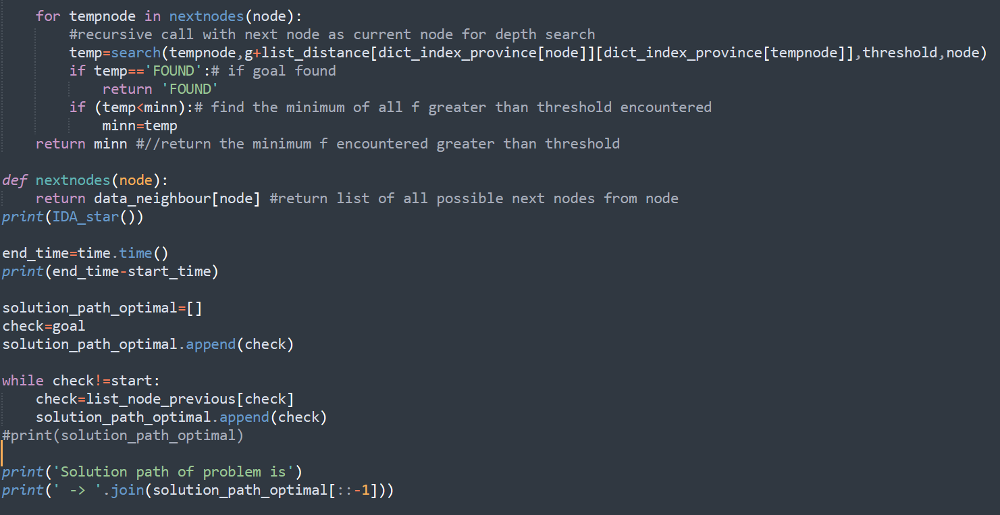 for tempnode in nextnodes(node):
#recursive call with next node as current node for depth search
temp=search(tempnode,g+list_distance[dict_index_province[node]][dict_index_province[tempnode]],threshold,node)
if temp=='FOUND':# if goal found
return 'FOUND'
if (temp<minn):# find the minimum of all f greater than threshold encountered
minn=temp
return minn #//return the minimum f encountered greater than threshold
def nextnodes(node):
return data_neighbour[node] #return list of all possible next nodes from node
print(IDA_star())
end_time=time.time()
print(end_time-start_time)
solution_path_optimal=[]
check=goal
solution_path_optimal.append(check)
while check!=start:
check=list_node_previous[check]
solution_path_optimal.append(check)
#print(solution_path_optimal)
print('Solution path of problem is')
print(' -> '.join(solution_path_optimal[::-1]))